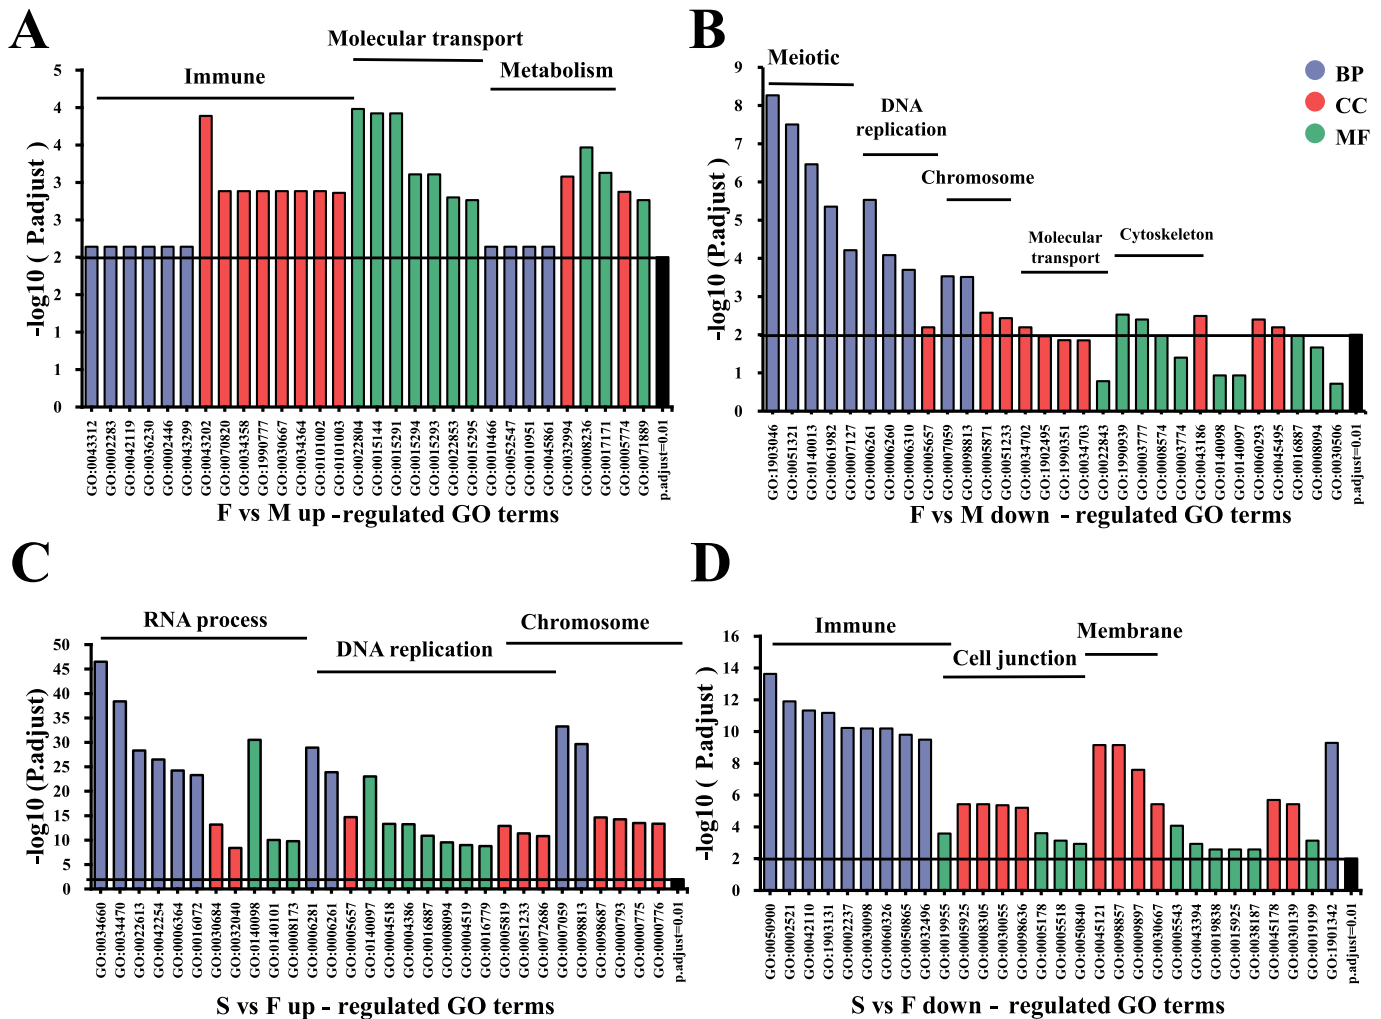 A
Molecular transport
Immune
Metabolism
-log10 ( P.adjust )
5
4
4
3
3
2
2
1
1
0
GO:0043312
GO:0002283
GO:0042119
GO:0036230
GO:0002446
GO:0043299
GO:0043202
GO:0070820
GO:0034358
GO:1990777
GO:0030667
GO:0034364
GO:0101002
GO:0101003
GO:0022804
GO:0015144
GO:0015291
GO:0015294
GO:0015293
GO:0022853
GO:0015295
GO:0010466
GO:0052547
GO:0010951
GO:0045861
GO:0032994
GO:0008236
GO:0017171
GO:0005774
GO:0071889
p.adjust=0.01
F vs M up -regulated GO terms
B
Meiotic
DNA
replication
Chromosome
Molecular
transport
Cytoskeleton
BP
CC
MF
-log10 (P.adjust )
9
8
7
6
5
4
3
2
1
0
GO:1903046
GO:0051321
GO:0140013
GO:0061982
GO:0007127
GO:0006261
GO:0006260
GO:0006310
GO:0005657
GO:0007059
GO:0098813
GO:0005871
GO:0051233
GO:0034702
GO:1902495
GO:1990351
GO:0034703
GO:0022843
GO:1990939
GO:0003777
GO:0008574
GO:0003774
GO:0043186
GO:0140098
GO:0140097
GO:0060293
GO:0045495
GO:0016887
GO:0008094
GO:0030506
p.adjust=0.01
F vs M down - regulated GO terms
C
RNA process
DNA replication
Chromosome
-log10 (P.adjust)
50
45
40
35
30
25
20
15
10
5
0
GO:0034660
GO:0034470
GO:0022613
GO:0042254
GO:0006364
GO:0016072
GO:0030684
GO:0032040
GO:0140098
GO:0140101
GO:0008173
GO:0006281
GO:0006261
GO:0005657
GO:0140097
GO:0004518
GO:0004386
GO:0016887
GO:0008094
GO:0004519
GO:0016779
GO:0005819
GO:0051233
GO:0072686
GO:0007059
GO:0098813
GO:0098687
GO:0000793
GO:0000775
GO:0000776
p.adjust=0.01
S vs F up - regulated GO terms
D
Immune
Cell junction
Membrane
-log10 ( P.adjust )
16
14
12
10
8
6
4
2
0
GO:0050900
GO:0002521
GO:0042110
GO:1903131
GO:0002237
GO:0030098
GO:0060326
GO:0050865
GO:0032496
GO:0019955
GO:0005925
GO:0008305
GO:0030055
GO:0098636
GO:0005178
GO:0005518
GO:0050840
GO:0045121
GO:0098857
GO:0009897
GO:0030667
GO:0005543
GO:0043394
GO:0019838
GO:0015925
GO:0038187
GO:0045178
GO:0030139
GO:0019199
GO:1901342
p.adjust=0.01
S vs F down - regulated GO terms